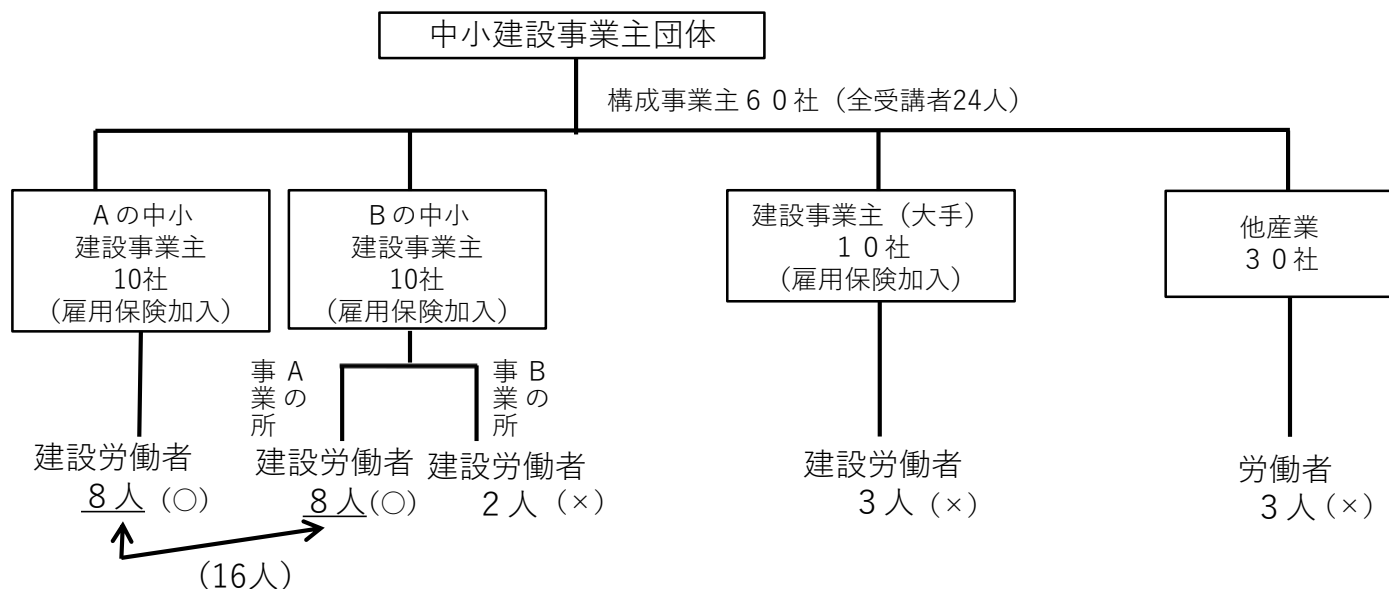 中小建設事業主団体
構成事業主６０社（全受講者24人）
Ａの中小
建設事業主
10社
（雇用保険加入）
Ｂの中小
建設事業主
10社
（雇用保険加入）
建設事業主（大手）
１０社
（雇用保険加入）
他産業
３０社
Ａの
事業所
Ｂの
事業所
建設労働者
８人（○）
建設労働者
８人(○）
建設労働者
２人（×）
建設労働者
３人（×）
労働者
３人（×）
（16人）